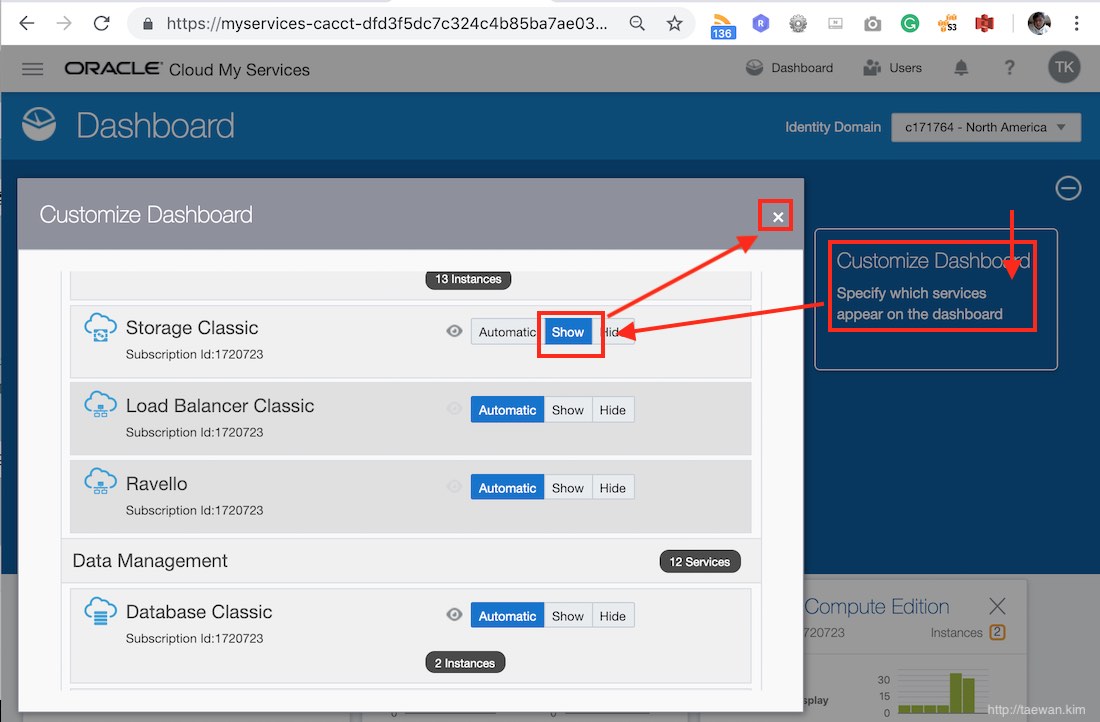 https://myservices-cacct-dfd3f5dc7c324c4b85ba7ae03...
136
R
G
S3
ORACLE Cloud My Services
Dashboard
Users
?
TK
Dashboard
Identity Domain
c171764 - North America
Customize Dashboard
×
Customize Dashboard
Specify which services
appear on the dashboard
13 Instances
Storage Classic
Automatic Show Hide
Subscription Id:1720723
Load Balancer Classic
Automatic Show Hide
Subscription Id:1720723
Ravello
Automatic Show Hide
Subscription Id:1720723
Data Management
12 Services
Database Classic
Automatic Show Hide
Subscription Id:1720723
2 Instances
Compute Edition
720723
Instances 2
30
15
0
play
0
0
http://taewan.kim